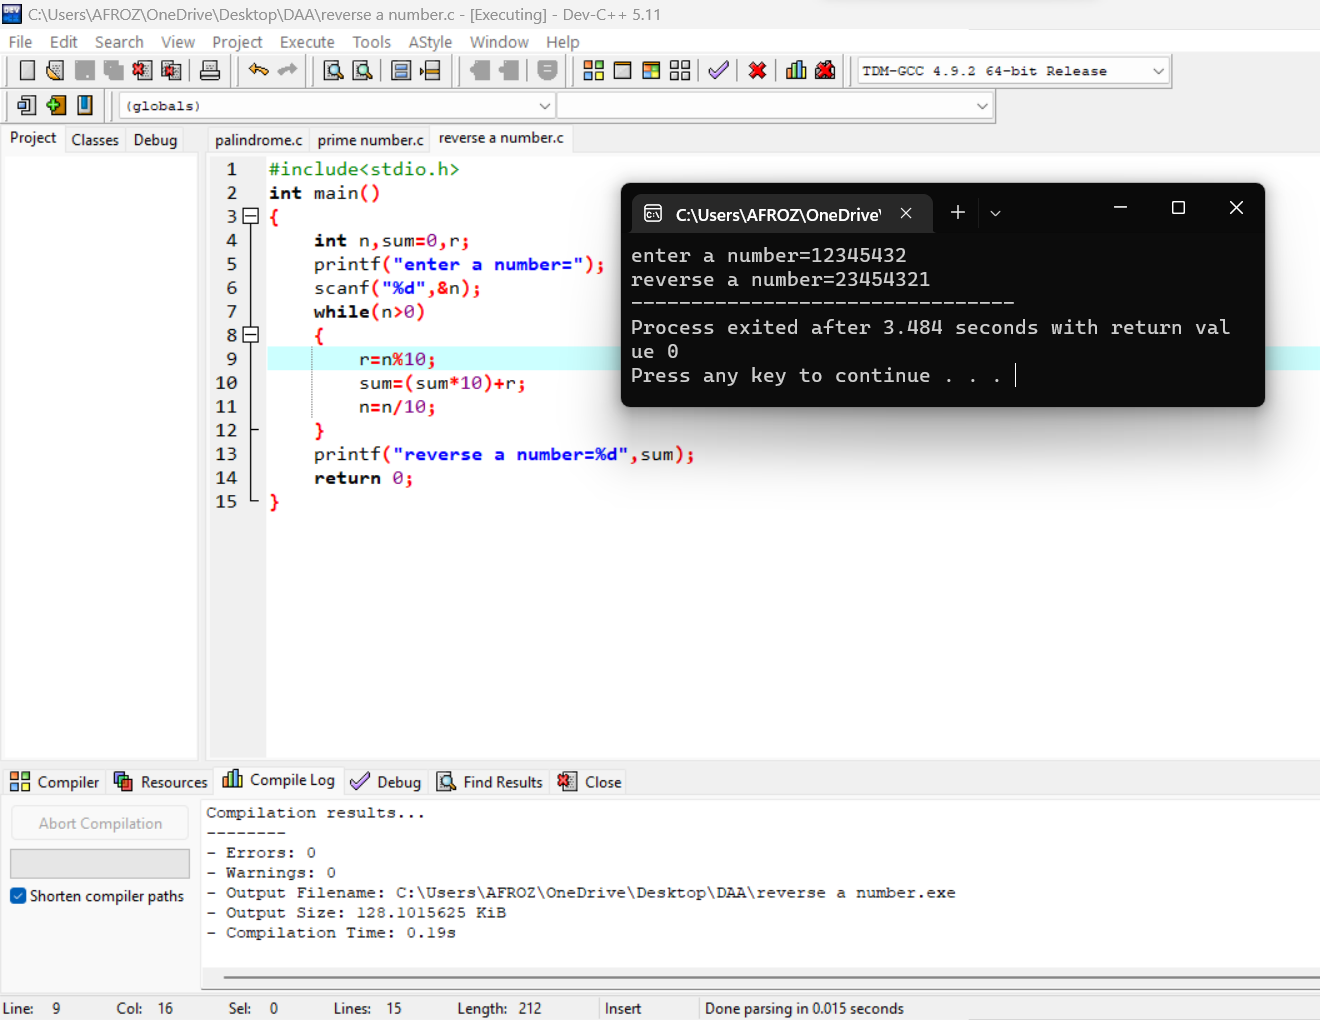 C:\Users\AFROZ\OneDrive\Desktop\DAA\reverse a number.c - [Executing] - Dev-C++ 5.11
File Edit Search View Project Execute Tools AStyle Window Help
TDM-GCC 4.9.2 64-bit Release
(globals)
Project Classes Debug
palindrome.c prime number.c reverse a number.c
1 #include<stdio.h>
2 int main()
3 {
4 int n,sum=0,r;
5 printf("enter a number=");
6 scanf("%d",&n);
7 while(n>0)
8 {
9 r=n%10;
10 sum=(sum*10)+r;
11 n=n/10;
12 }
13 printf("reverse a number=%d",sum);
14 return 0;
15 }
C:\Users\AFROZ\OneDrive\
enter a number=12345432
reverse a number=23454321
--------------------------------
Process exited after 3.484 seconds with return val
ue 0
Press any key to continue . . .
Compiler Resources Compile Log Debug Find Results Close
Abort Compilation
Shorten compiler paths
Compilation results...
--------
- Errors: 0
- Warnings: 0
- Output Filename: C:\Users\AFROZ\OneDrive\Desktop\DAA\reverse a number.exe
- Output Size: 128.1015625 KiB
- Compilation Time: 0.19s
Line: 9 Col: 16 Sel: 0 Lines: 15 Length: 212 Insert Done parsing in 0.015 seconds